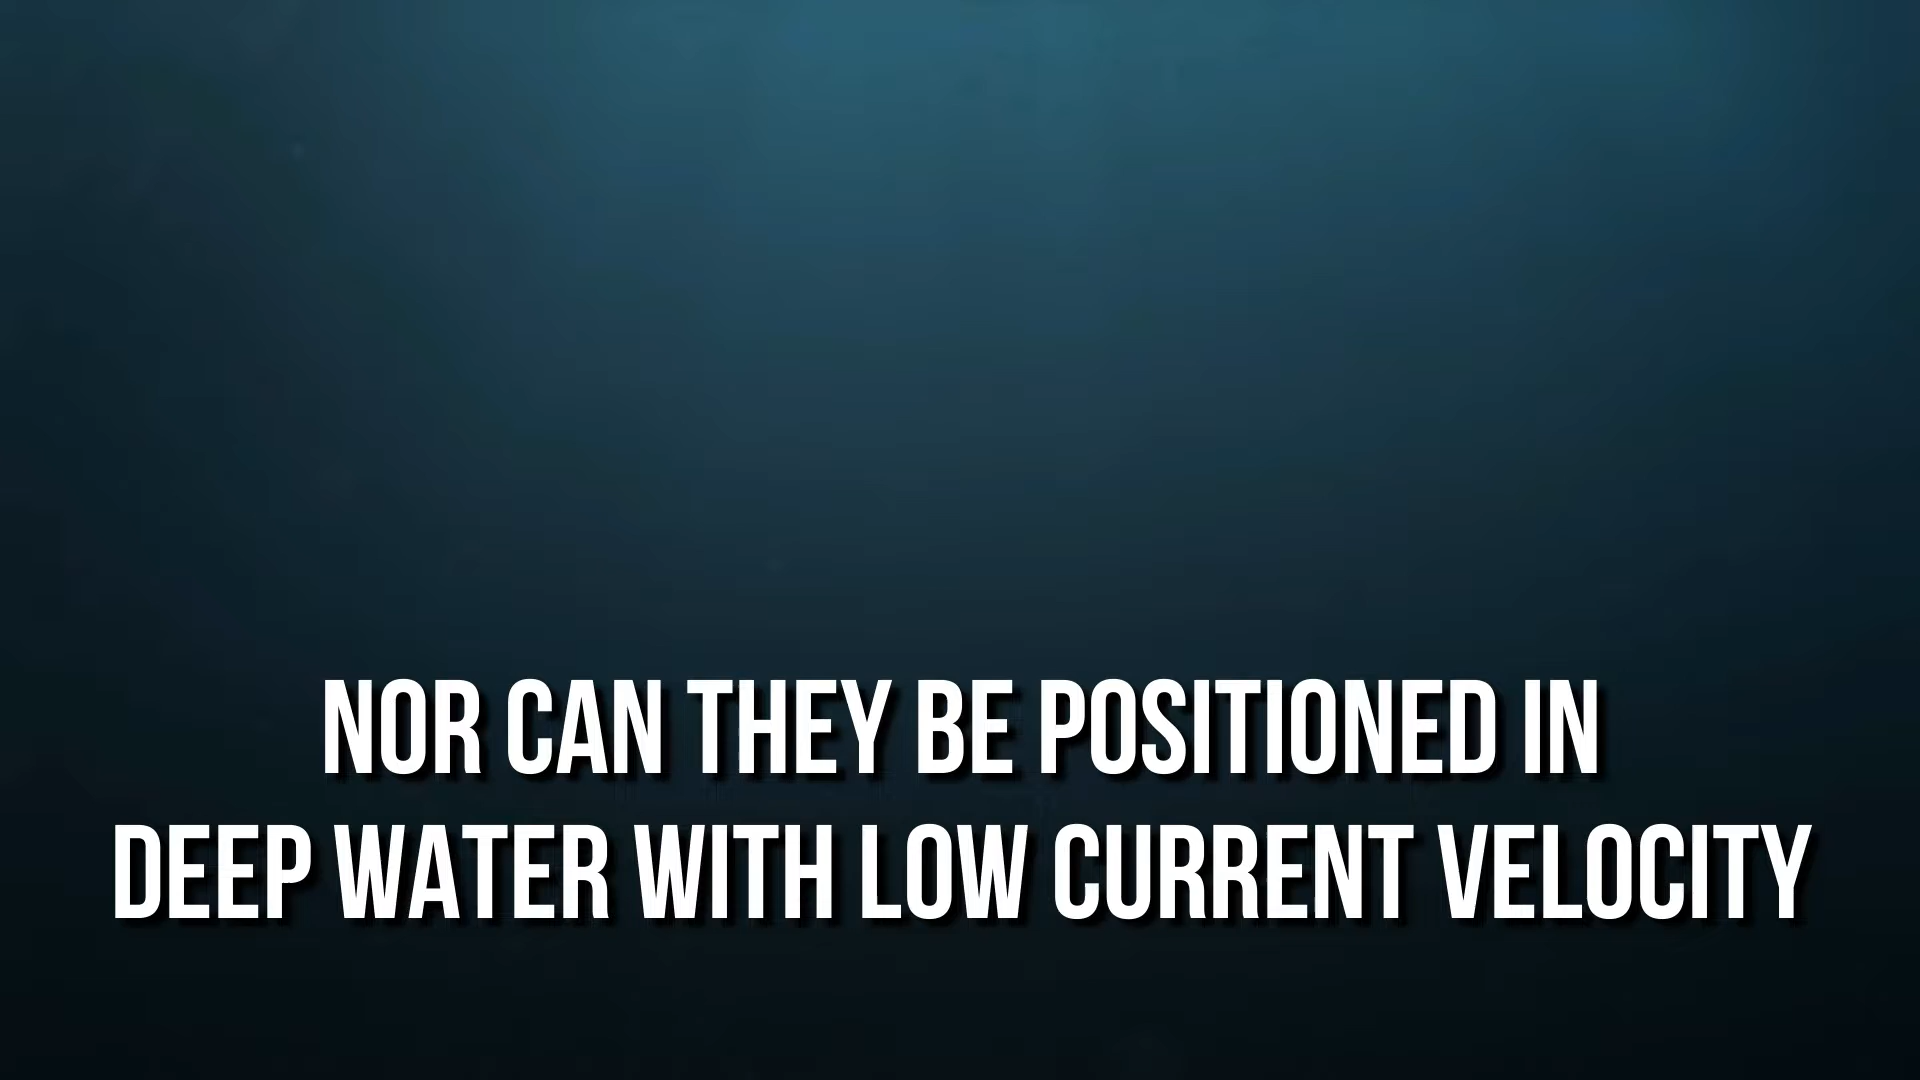 NOR CAN THEY BE POSITIONED IN
DEEP WATER WITH LOW CURRENT VELOCITY